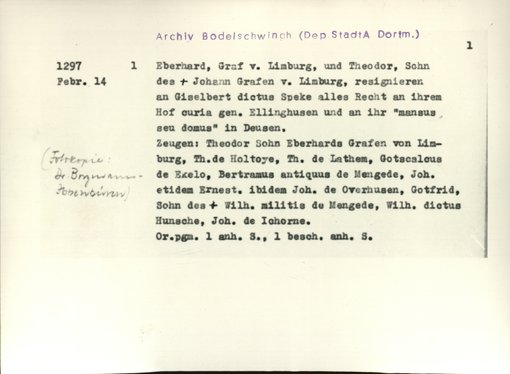 Archiv Bodelschwingh (Dep StadtA Dortm.)
1
1297 1 Eberhard, Graf v. Limburg, und Theodor, Sohn
Febr. 14 des + Johann Grafen v. Limburg, resignieren
an Giselbert dictus Speke alles Recht an ihrem
Hof curia gen. Ellinghusen und an ihr "mansus
seu domus" in Deusen.
Zeugen: Theodor Sohn Eberhards Grafen von Lim-
burg, Th.de Holtoye, Th. de Lathem, Gotscalcus
de Exelo, Bertramus antiquus de Mengede, Joh.
etidem Ernest. ibidem Joh. de Overhusen, Gotfrid,
Sohn des + Wilh. militis de Mengede, Wilh. dictus
Hunsche, Joh. de Ichorne.
Or.pgm. 1 anh. S., 1 besch. anh. S.
(Fotokopie:
Dr